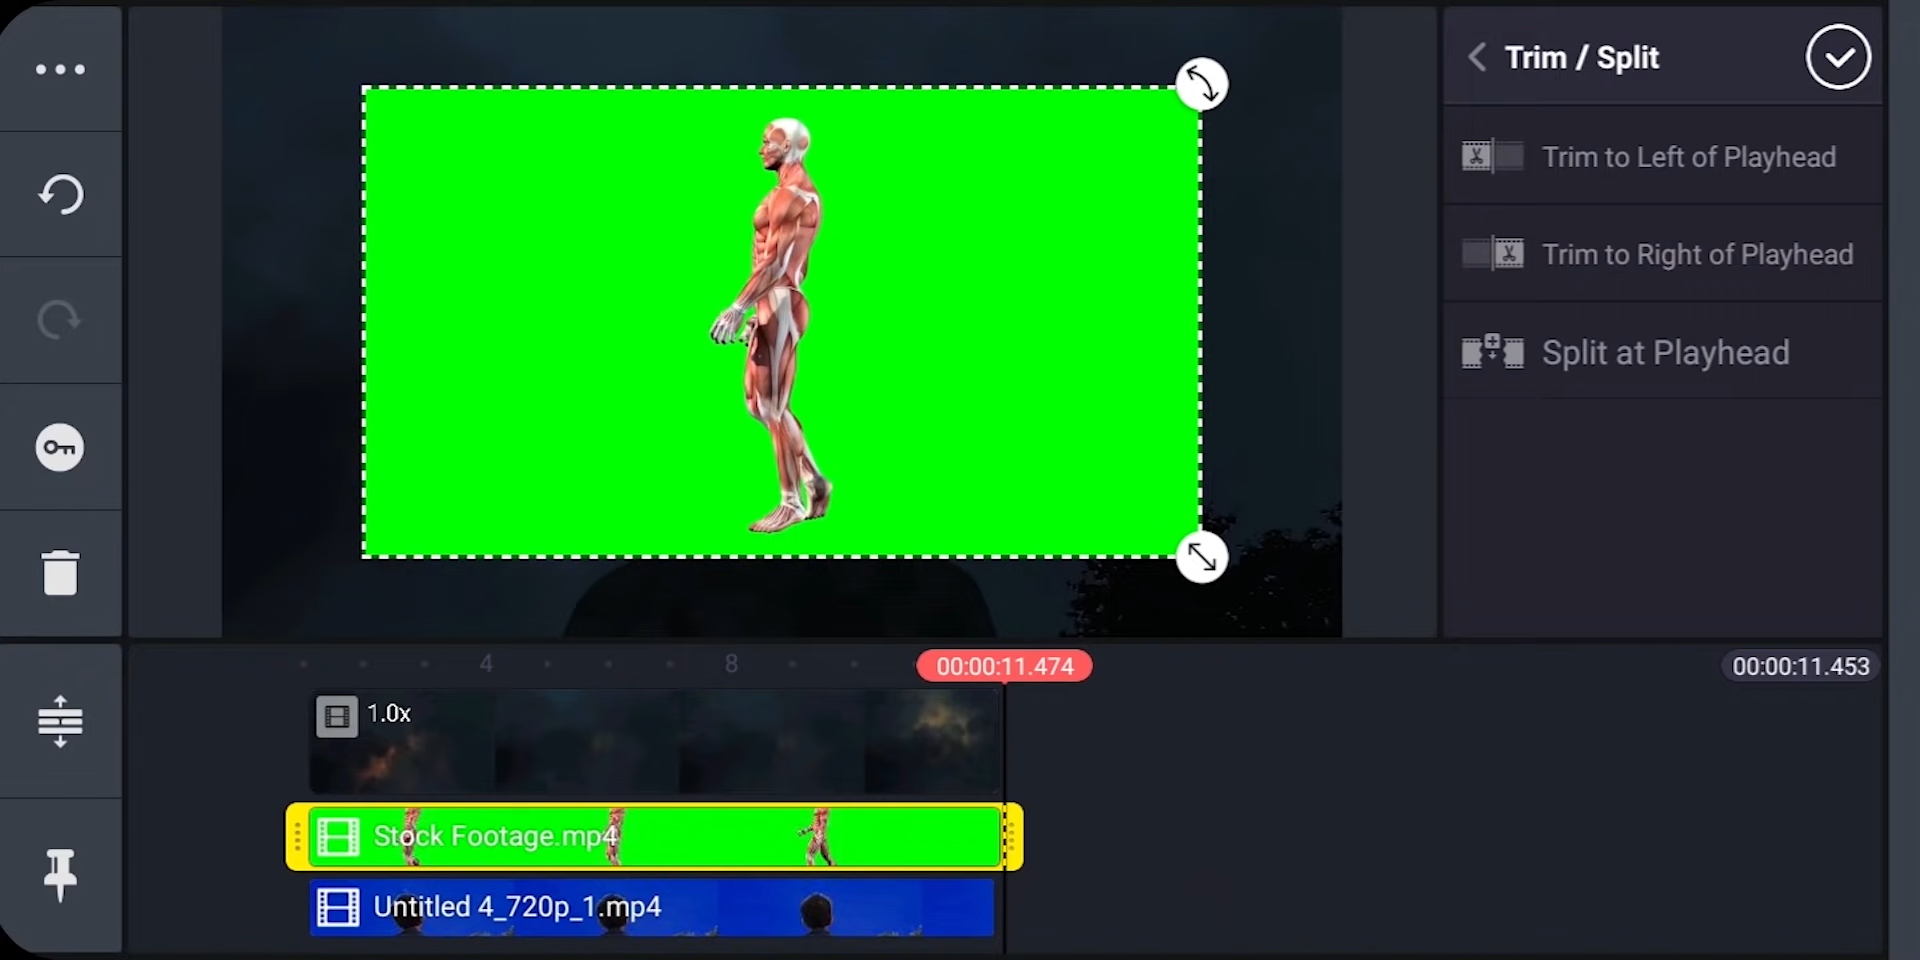 Trim / Split
Trim to Left of Playhead
Trim to Right of Playhead
Split at Playhead
4
8
00:00:11.474
00:00:11.453
1.0x
Stock Footage.mp4
Untitled 4_720p_1.mp4